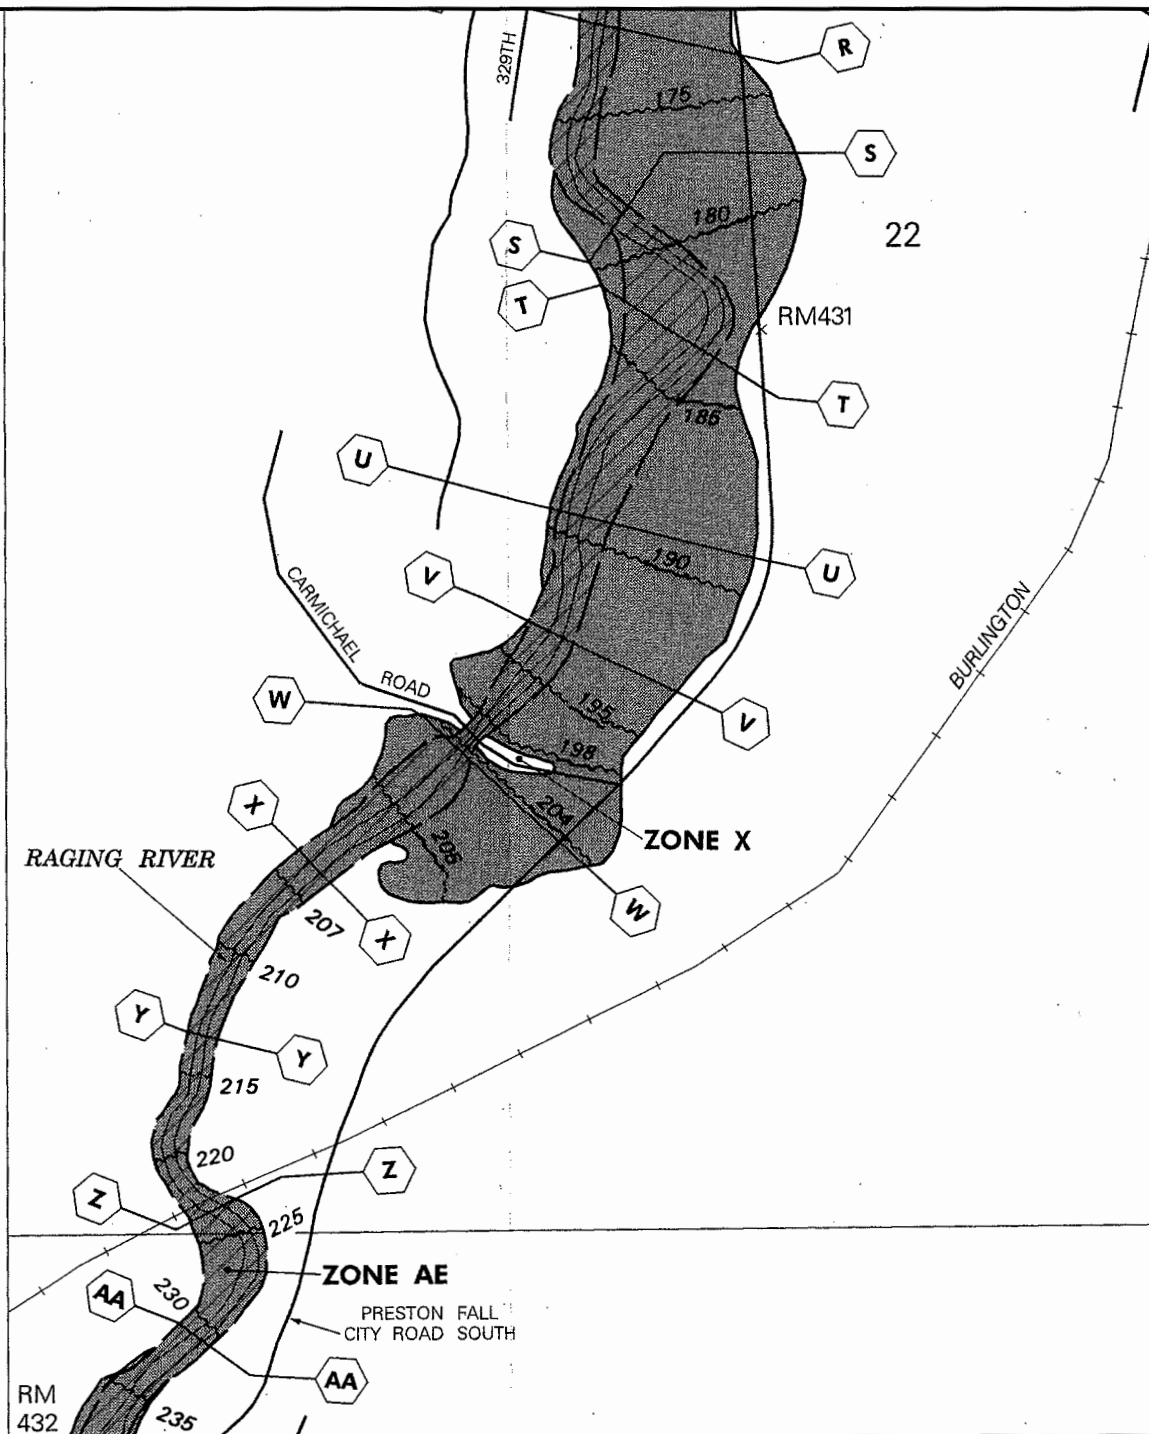 329TH
R
175
S
180
22
S
T
RM431
T
186
U
190
U
V
CARMICHAEL
ROAD
BURLINGTON
W
195
V
198
X
204
ZONE X
206
RAGING RIVER
W
207
X
210
Y
Y
215
220
Z
Z
225
ZONE AE
230
AA
PRESTON FALL
CITY ROAD SOUTH
AA
RM
432
235